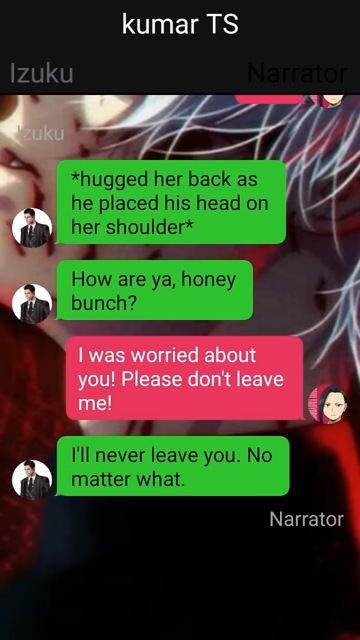 kumar TS
Izuku
Narrator
Izuku
*hugged her back as
he placed his head on
her shoulder*
How are ya, honey
bunch?
I was worried about
you! Please don't leave
me!
I'll never leave you. No
matter what.
Narrator